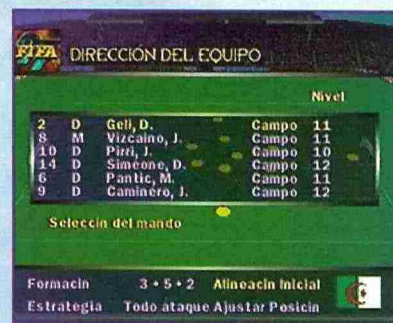 FIFA DIRECCIÓN DEL EQUIPO
Nivel
2 D Geli, D. Campo 11
8 M Vizcaino, J. Campo 11
10 D Pirri, J. Campo 10
14 D Simeone, D. Campo 12
6 D Pantic, M. Campo 11
9 D Caminero, J. Campo 12
Seleccin del mando
Formacin 3 • 5 • 2 Alineacin Inicial
Estrategia Todo ataque Ajustar Posicin